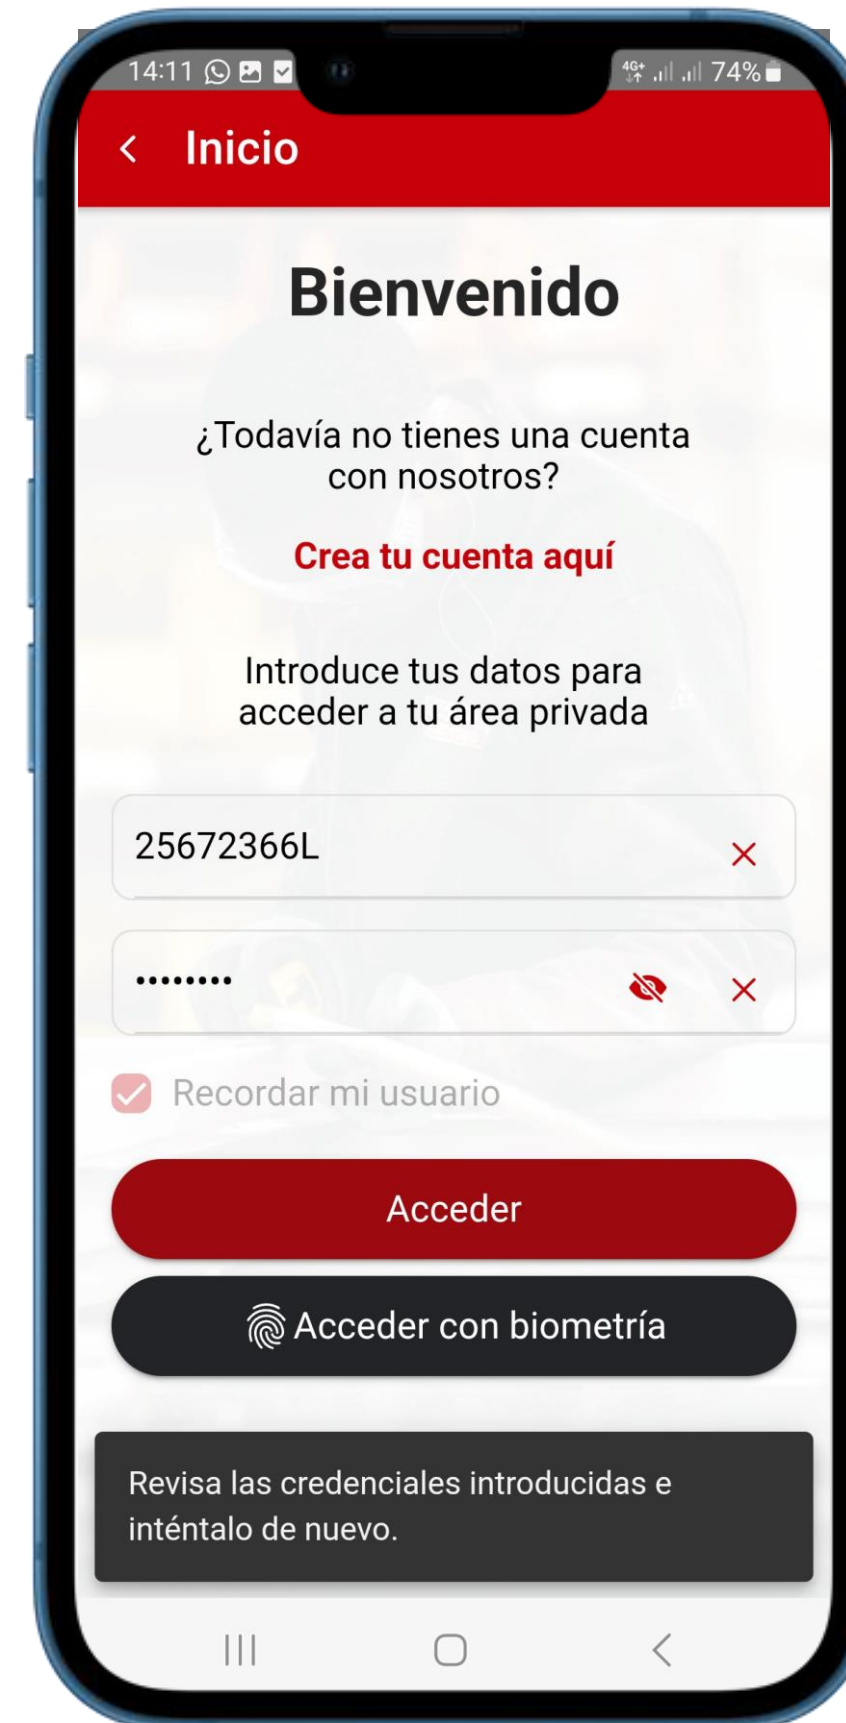 14:11 4G+ 74%
Inicio
Bienvenido
¿Todavía no tienes una cuenta
con nosotros?
Crea tu cuenta aquí
Introduce tus datos para
acceder a tu área privada
25672366L
••••••••
Recordar mi usuario
Acceder
Acceder con biometría
Revisa las credenciales introducidas e
inténtalo de nuevo.